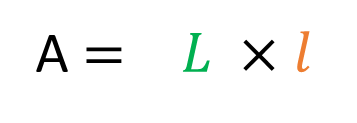 A = L × l